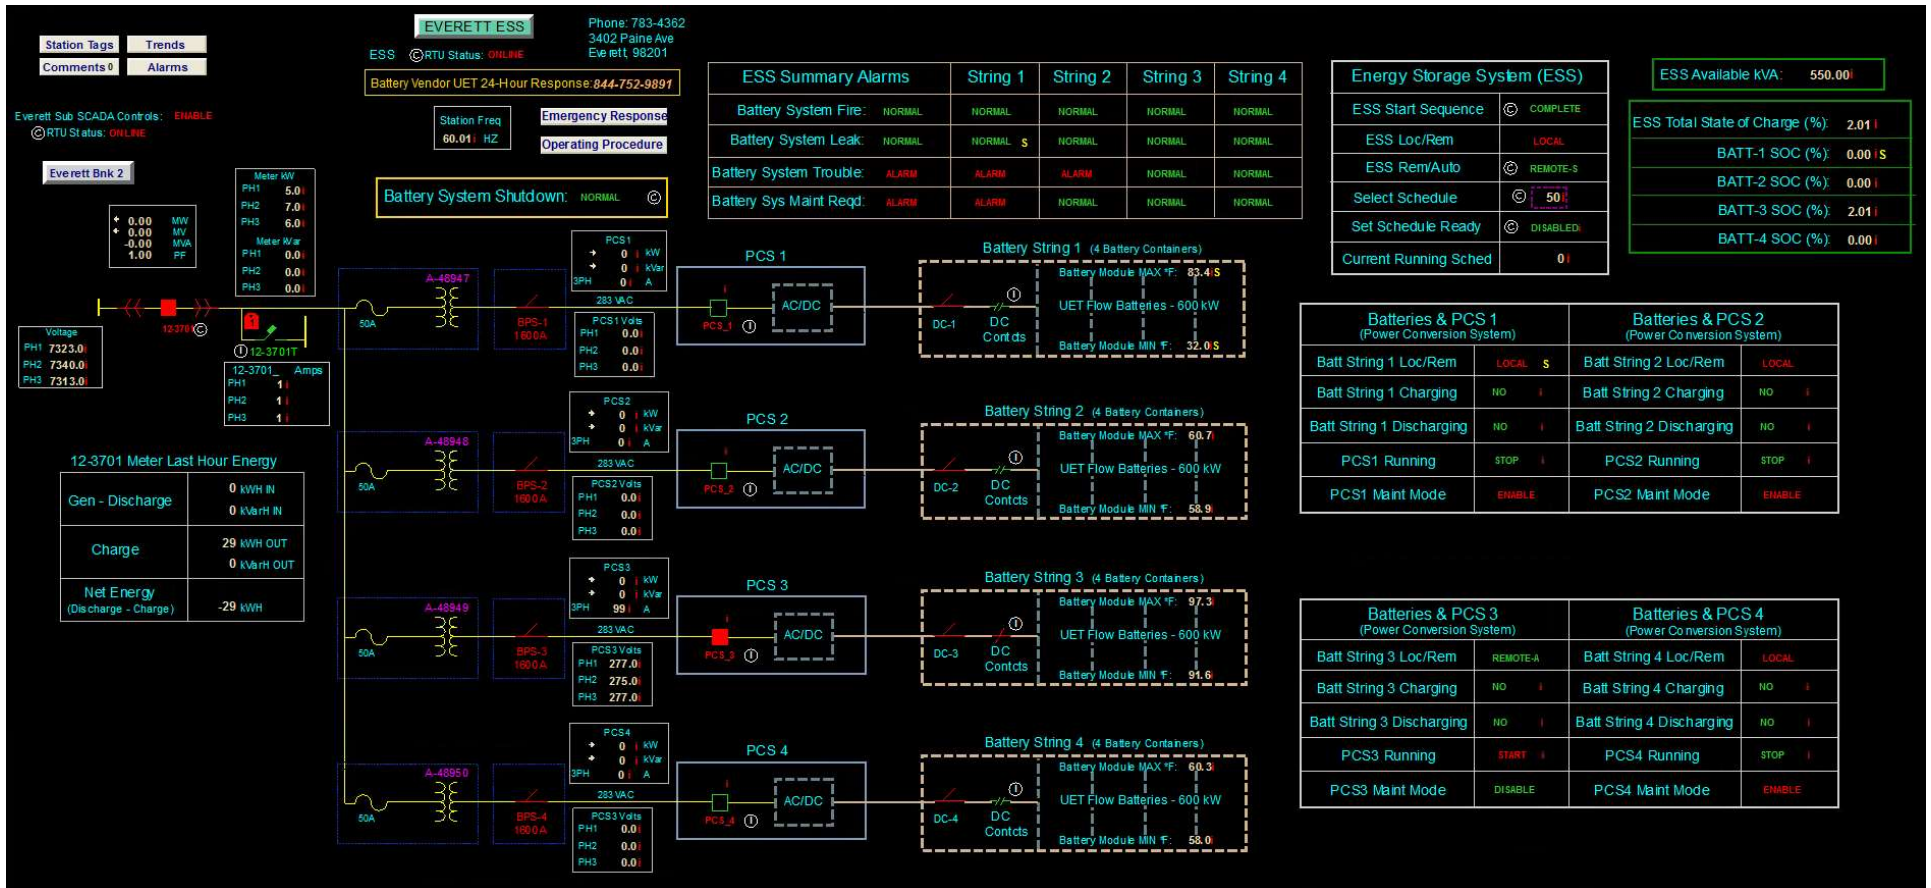 Station Tags
Trends
Comments 0
Alarms
EVERETT ESS
ESS © RTU Status: ONLINE
Phone: 783-4362
3402 Paine Ave
Everett, 98201
Battery Vendor UET 24-Hour Response: 844-752-9891
Everett Sub SCADA Controls: ENABLE
© RTU Status: ONLINE
Station Freq
60.01 i HZ
Emergency Response
Operating Procedure
Everett Bnk 2
Battery System Shutdown: NORMAL ©
ESS Summary Alarms String 1 String 2 String 3 String 4
Battery System Fire: NORMAL NORMAL NORMAL NORMAL NORMAL
Battery System Leak: NORMAL NORMAL S NORMAL NORMAL NORMAL
Battery System Trouble: ALARM ALARM ALARM NORMAL NORMAL
Battery Sys Maint Reqd: ALARM ALARM NORMAL NORMAL NORMAL
Energy Storage System (ESS)
ESS Start Sequence © COMPLETE
ESS Loc/Rem LOCAL
ESS Rem/Auto © REMOTE-S
Select Schedule © 50 i
Set Schedule Ready © DISABLED i
Current Running Sched 0 i
ESS Available kVA: 550.00 i
ESS Total State of Charge (%): 2.01 i
BATT-1 SOC (%): 0.00 i S
BATT-2 SOC (%): 0.00 i
BATT-3 SOC (%): 2.01 i
BATT-4 SOC (%): 0.00 i
0.00 MW
0.00 MV
-0.00 MVA
1.00 PF
Meter kW
PH1 5.0 i
PH2 7.0 i
PH3 6.0 i
Meter kVar
PH1 0.0 i
PH2 0.0 i
PH3 0.0 i
Voltage
PH1 7323.0 i
PH2 7340.0 i
PH3 7313.0 i
12-3701 ©
1
I 12-3701T
12-3701_ Amps
PH1 1 i
PH2 1 i
PH3 1 i
12-3701 Meter Last Hour Energy
Gen - Discharge 0 kWH IN
0 kVarH IN
Charge 29 kWH OUT
0 kVarH OUT
Net Energy
(Discharge - Charge) -29 kWH
A-48947
50A
BPS-1
1600A
PCS1
0 i kW
0 i kVar
3PH 0 i A
283 VAC
PCS1 Volts
PH1 0.0 i
PH2 0.0 i
PH3 0.0 i
PCS 1
i
PCS_1 I
AC/DC
Battery String 1 (4 Battery Containers)
DC-1
I
DC
Contcts
Battery Module MAX °F: 83.4 i S
UET Flow Batteries - 600 kW
Battery Module MIN °F: 32.0 i S
A-48948
50A
BPS-2
1600A
PCS2
0 i kW
0 i kVar
3PH 0 i A
283 VAC
PCS2 Volts
PH1 0.0 i
PH2 0.0 i
PH3 0.0 i
PCS 2
i
PCS_2 I
AC/DC
Battery String 2 (4 Battery Containers)
DC-2
I
DC
Contcts
Battery Module MAX °F: 60.7 i
UET Flow Batteries - 600 kW
Battery Module MIN °F: 58.9 i
A-48949
50A
BPS-3
1600A
PCS3
0 i kW
0 i kVar
3PH 99 i A
283 VAC
PCS3 Volts
PH1 277.0 i
PH2 275.0 i
PH3 277.0 i
PCS 3
i
PCS_3 I
AC/DC
Battery String 3 (4 Battery Containers)
DC-3
I
DC
Contcts
Battery Module MAX °F: 97.3 i
UET Flow Batteries - 600 kW
Battery Module MIN °F: 91.6 i
A-48950
50A
BPS-4
1600A
PCS4
0 i kW
0 i kVar
3PH 0 i A
283 VAC
PCS3 Volts
PH1 0.0 i
PH2 0.0 i
PH3 0.0 i
PCS 4
i
PCS_4 I
AC/DC
Battery String 4 (4 Battery Containers)
DC-4
I
DC
Contcts
Battery Module MAX °F: 60.3 i
UET Flow Batteries - 600 kW
Battery Module MIN °F: 58.0 i
Batteries & PCS 1 Batteries & PCS 2
(Power Conversion System) (Power Conversion System)
Batt String 1 Loc/Rem LOCAL S Batt String 2 Loc/Rem LOCAL
Batt String 1 Charging NO i Batt String 2 Charging NO i
Batt String 1 Discharging NO i Batt String 2 Discharging NO i
PCS1 Running STOP i PCS2 Running STOP i
PCS1 Maint Mode ENABLE PCS2 Maint Mode ENABLE
Batteries & PCS 3 Batteries & PCS 4
(Power Conversion System) (Power Conversion System)
Batt String 3 Loc/Rem REMOTE-A Batt String 4 Loc/Rem LOCAL
Batt String 3 Charging NO i Batt String 4 Charging NO i
Batt String 3 Discharging NO i Batt String 4 Discharging NO i
PCS3 Running START i PCS4 Running STOP i
PCS3 Maint Mode DISABLE PCS4 Maint Mode ENABLE